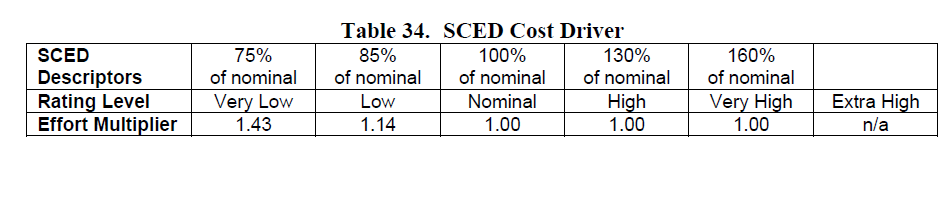 Table 34. SCED Cost Driver
SCED Descriptors 75% of nominal 85% of nominal 100% of nominal 130% of nominal 160% of nominal
Rating Level Very Low Low Nominal High Very High Extra High
Effort Multiplier 1.43 1.14 1.00 1.00 1.00 n/a